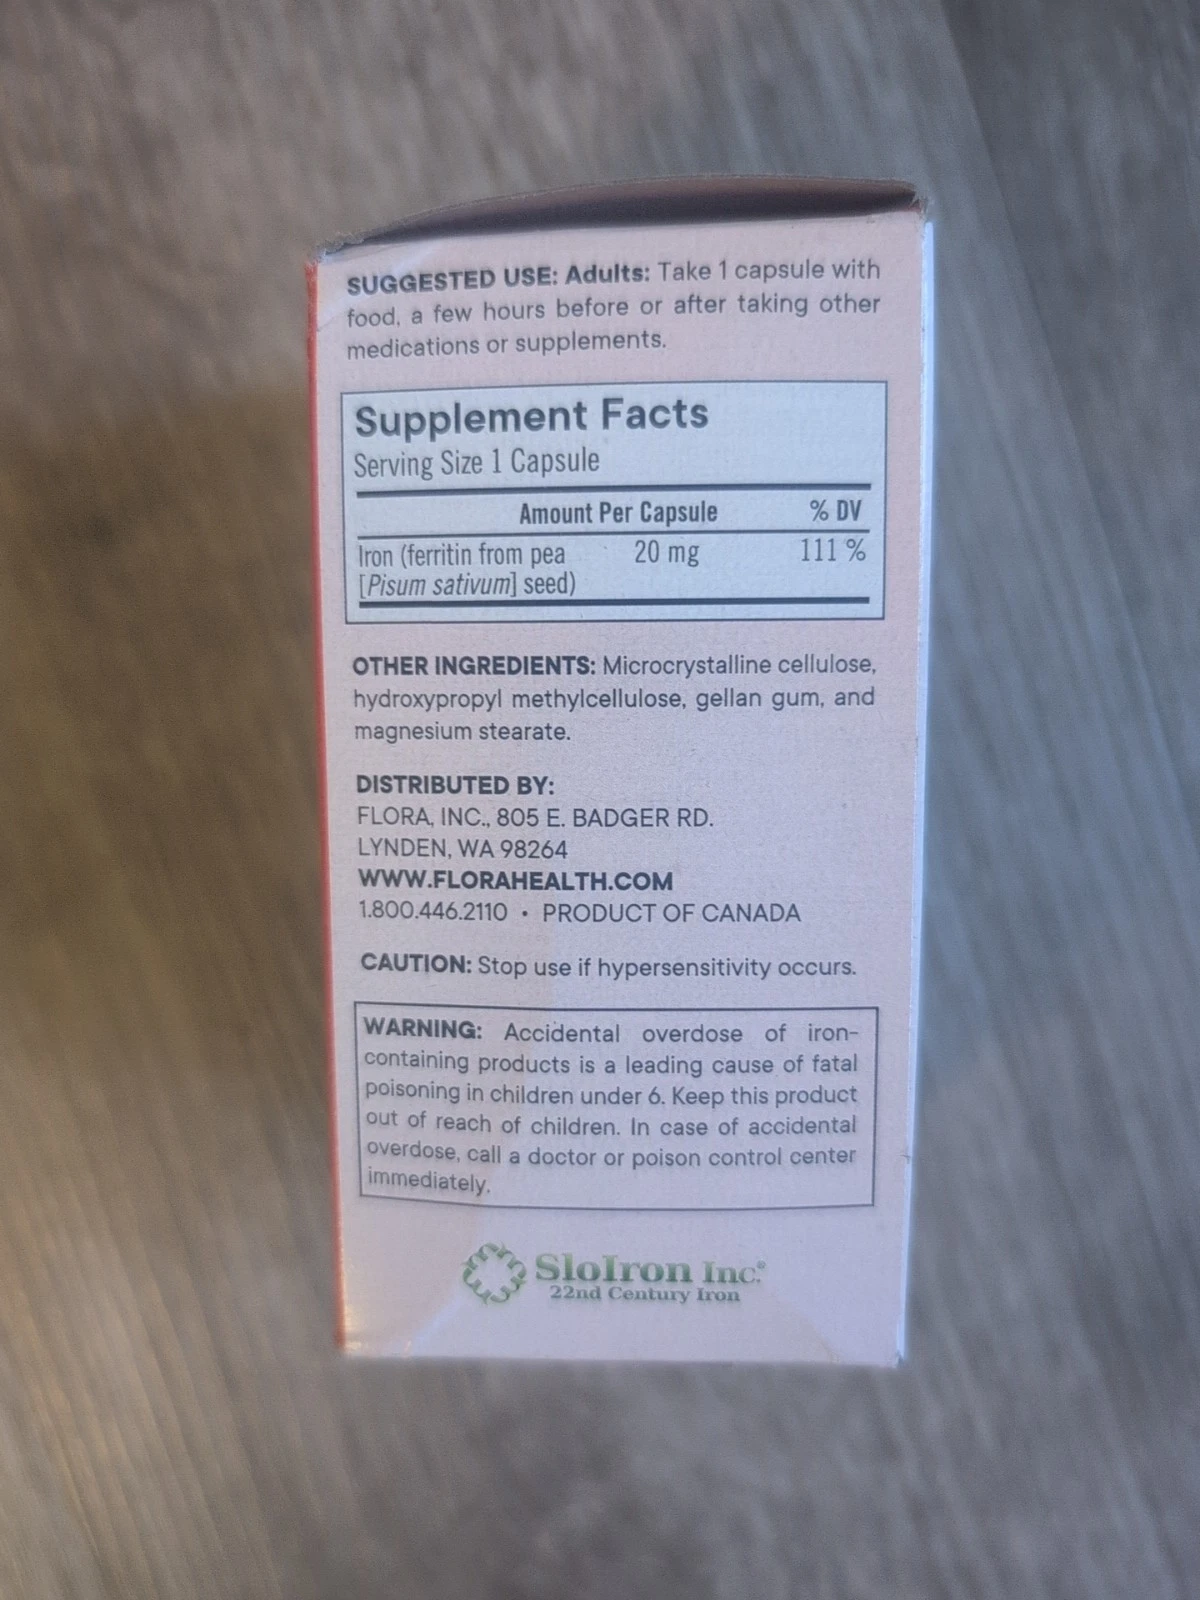 SUGGESTED USE: Adults: Take 1 capsule with
food, a few hours before or after taking other
medications or supplements.
Supplement Facts
Serving Size 1 Capsule
Amount Per Capsule % DV
Iron (ferritin from pea 20 mg 111 %
[Pisum sativum] seed)
OTHER INGREDIENTS: Microcrystalline cellulose,
hydroxypropyl methylcellulose, gellan gum, and
magnesium stearate.
DISTRIBUTED BY:
FLORA, INC., 805 E. BADGER RD.
LYNDEN, WA 98264
WWW.FLORAHEALTH.COM
1.800.446.2110 • PRODUCT OF CANADA
CAUTION: Stop use if hypersensitivity occurs.
WARNING: Accidental overdose of iron-
containing products is a leading cause of fatal
poisoning in children under 6. Keep this product
out of reach of children. In case of accidental
overdose, call a doctor or poison control center
immediately.
SloIron Inc.®
22nd Century Iron